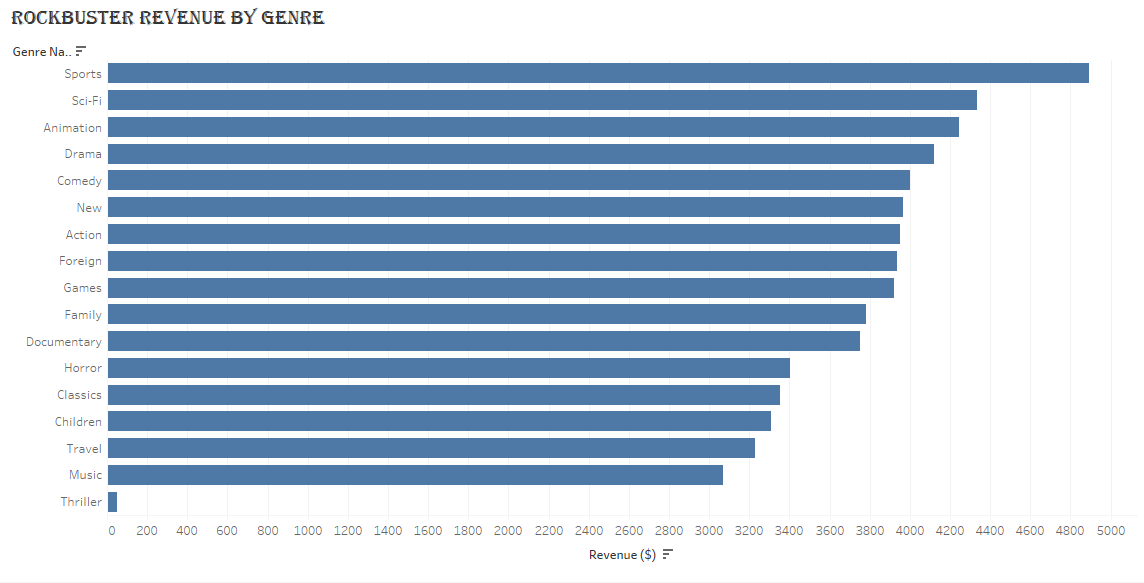 ROCKBUSTER REVENUE BY GENRE
Genre Na..
Sports
Sci-Fi
Animation
Drama
Comedy
New
Action
Foreign
Games
Family
Documentary
Horror
Classics
Children
Travel
Music
Thriller
0 200 400 600 800 1000 1200 1400 1600 1800 2000 2200 2400 2600 2800 3000 3200 3400 3600 3800 4000 4200 4400 4600 4800 5000
Revenue ($)